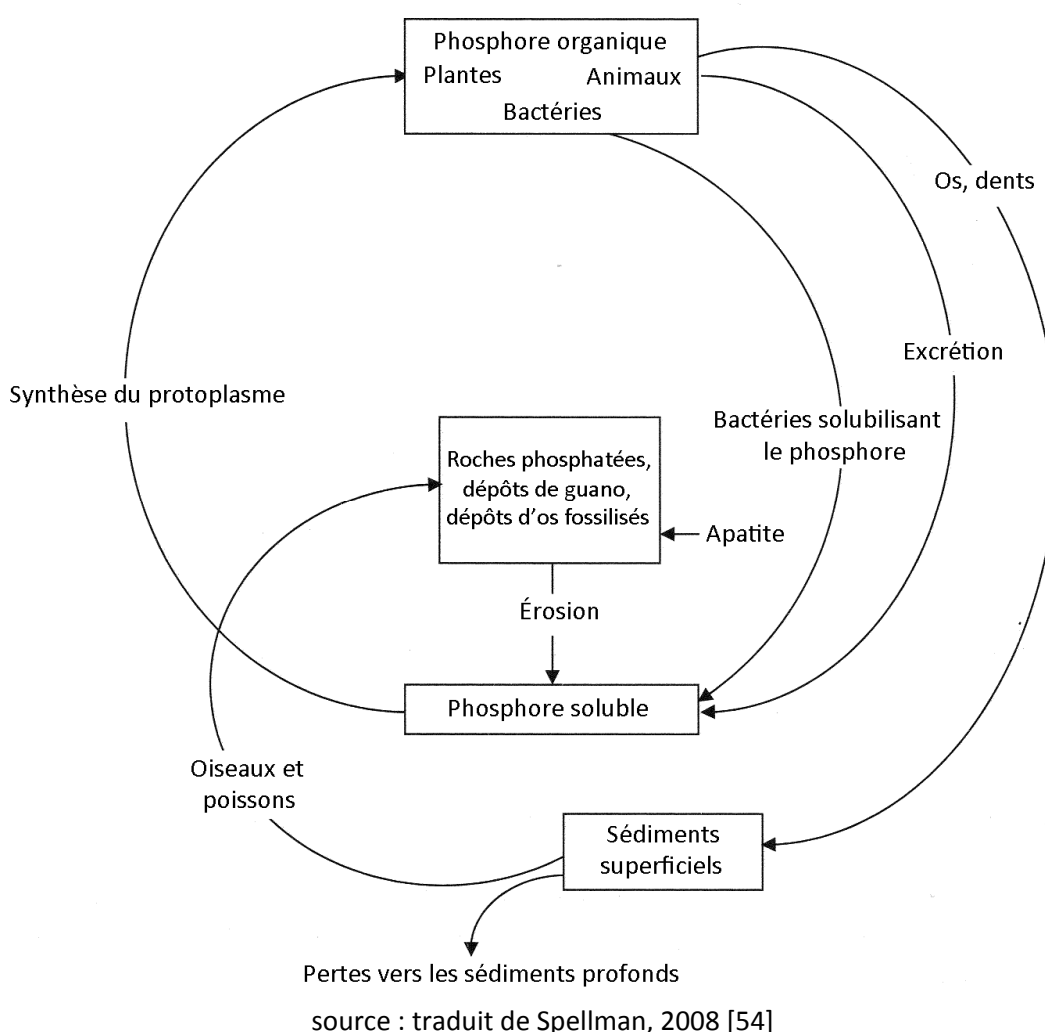 Phosphore organique
Plantes
Animaux
Bactéries
Os, dents
Excrétion
Synthèse du protoplasme
Bactéries solubilisant
le phosphore
Roches phosphatées,
dépôts de guano,
dépôts d'os fossilisés
Apatite
Érosion
Phosphore soluble
Oiseaux et
poissons
Sédiments
superficiels
Pertes vers les sédiments profonds
source : traduit de Spellman, 2008 [54]